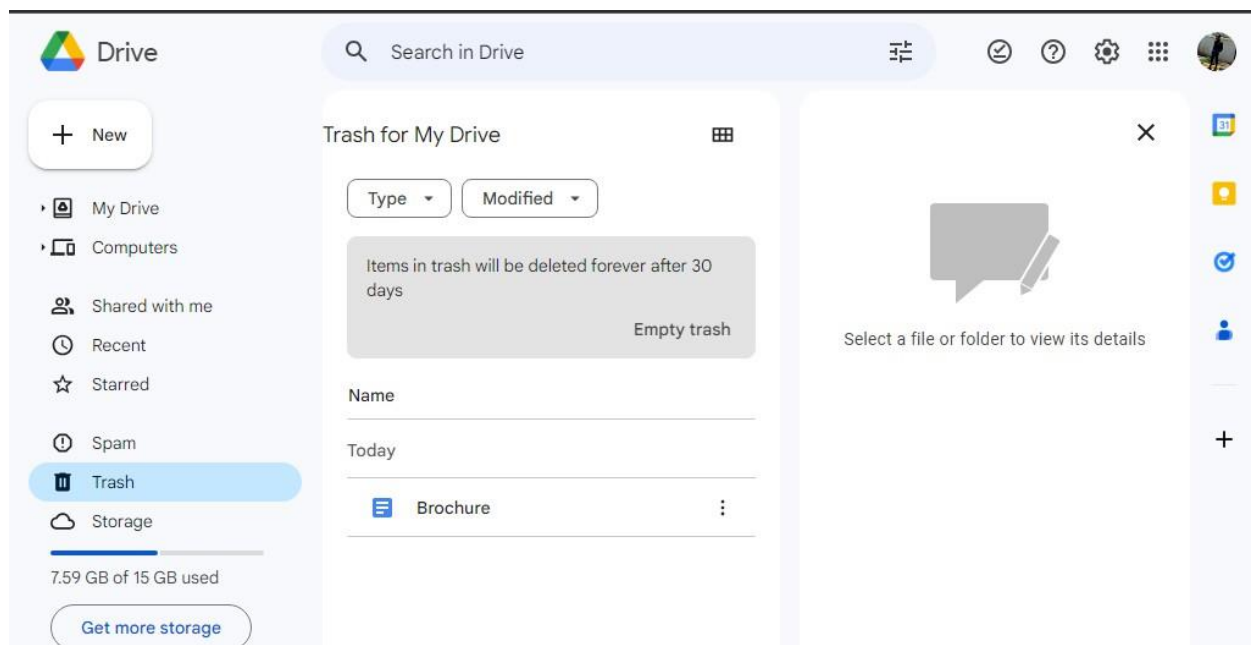 Drive
Search in Drive
New
My Drive
Computers
Shared with me
Recent
Starred
Spam
Trash
Storage
7.59 GB of 15 GB used
Get more storage
Trash for My Drive
Type
Modified
Items in trash will be deleted forever after 30
days
Empty trash
Name
Today
Brochure
Select a file or folder to view its details
31